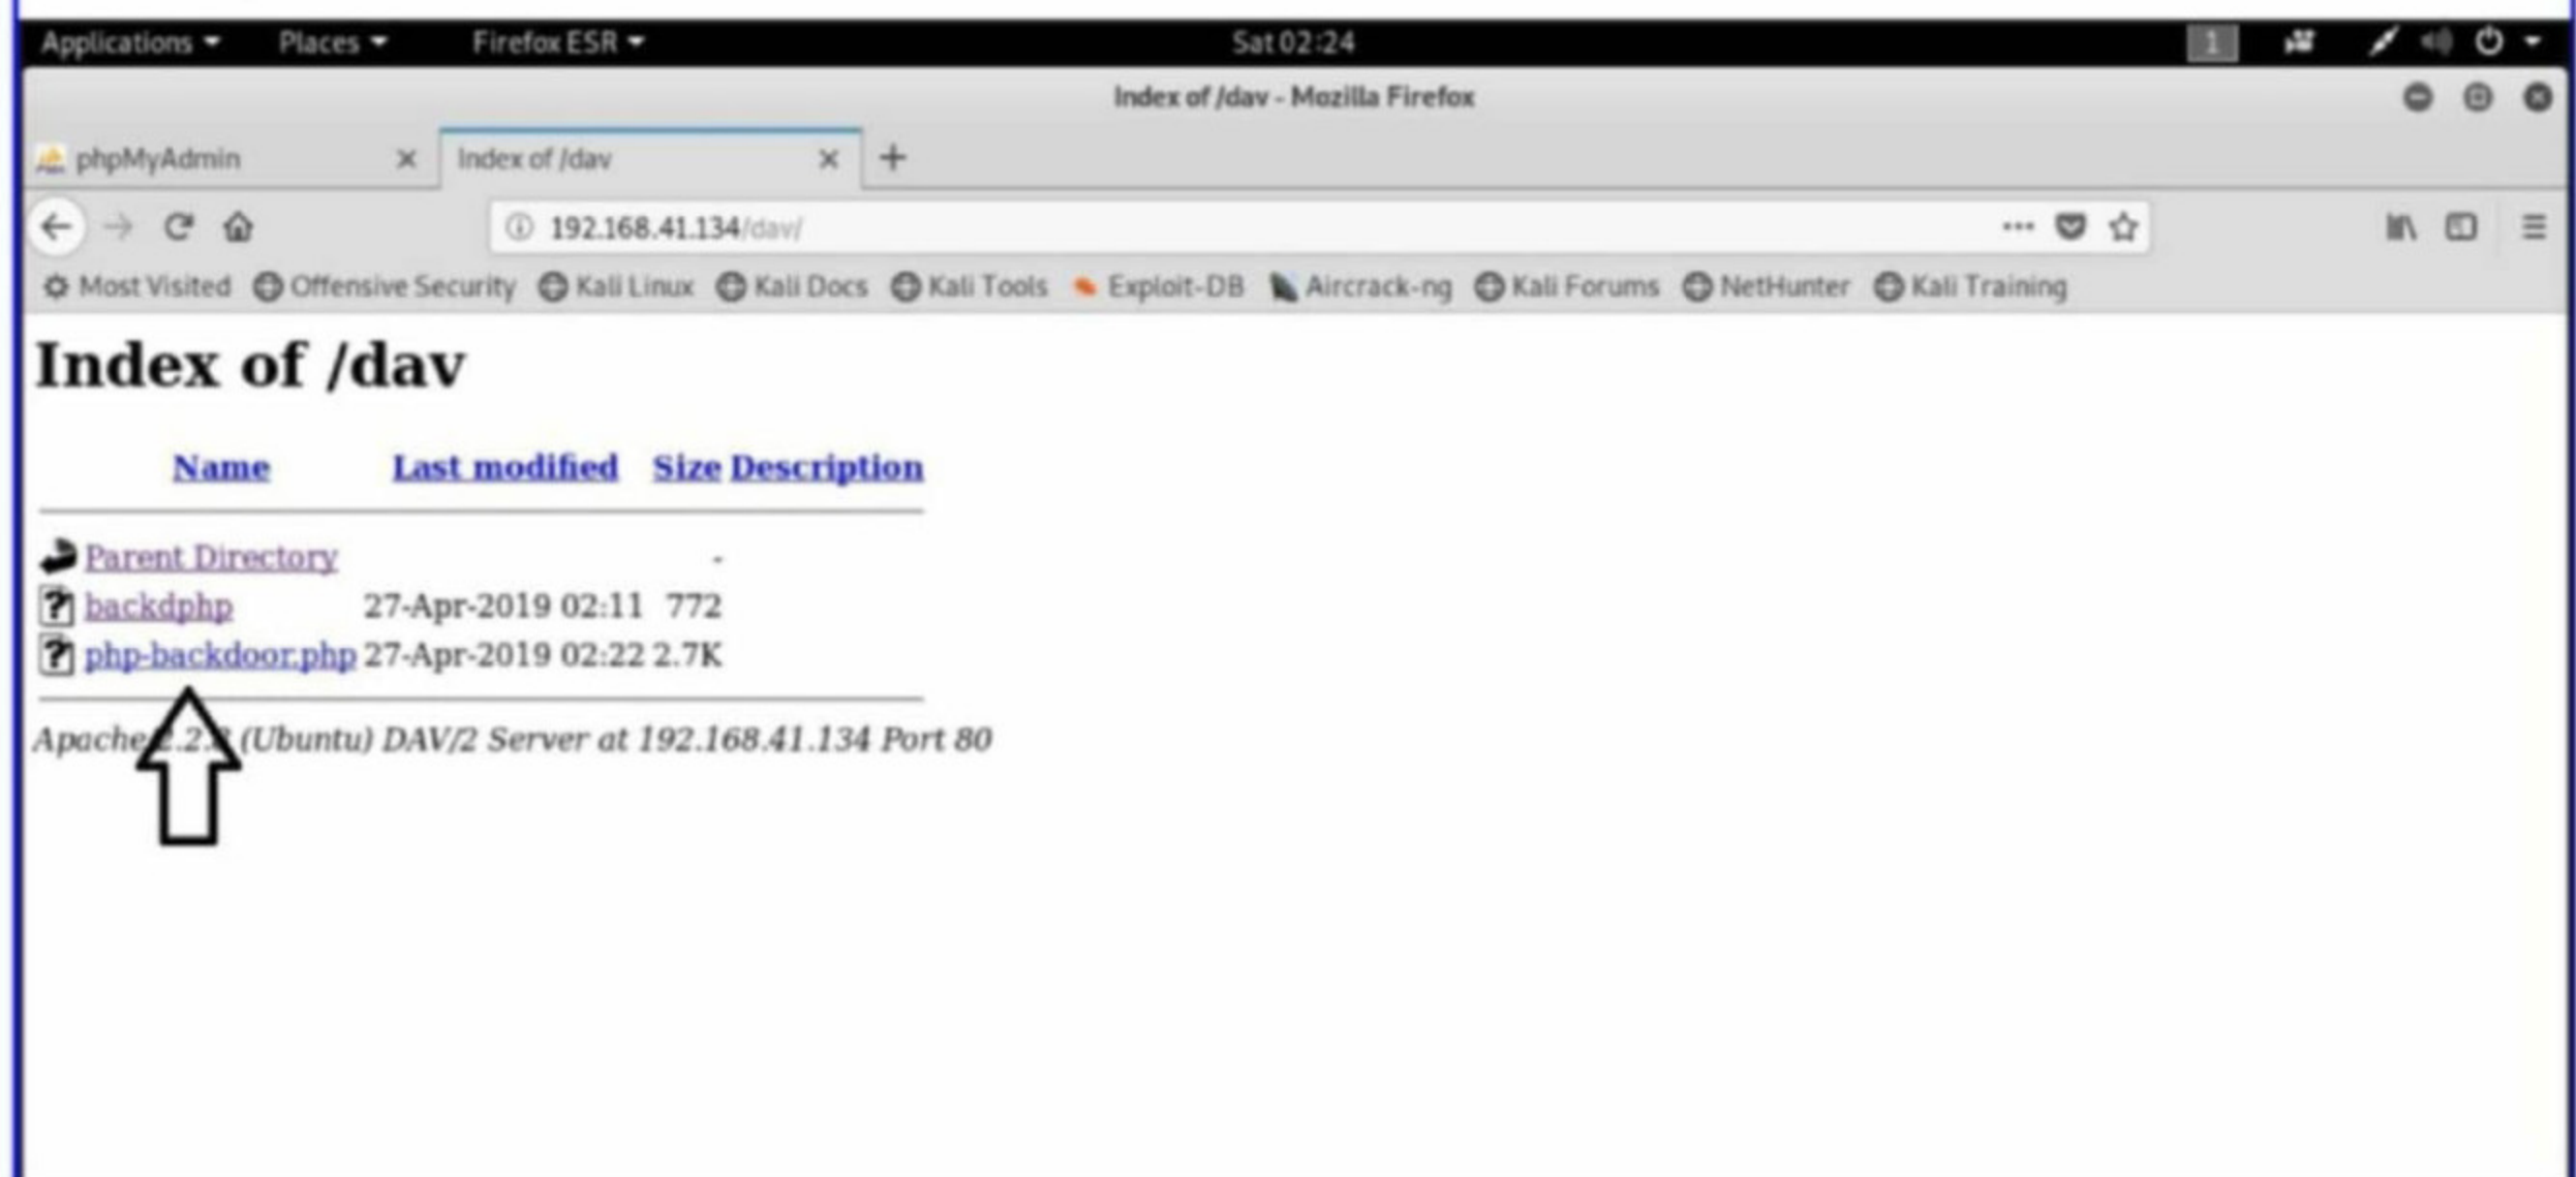 Applications Places Firefox ESR Sat 02:24 1
Index of /dav - Mozilla Firefox
phpMyAdmin Index of /dav
192.168.41.134/dav/
Most Visited Offensive Security Kali Linux Kali Docs Kali Tools Exploit-DB Aircrack-ng Kali Forums NetHunter Kali Training
Index of /dav
Name Last modified Size Description
Parent Directory -
backdphp 27-Apr-2019 02:11 772
php-backdoor.php 27-Apr-2019 02:22 2.7K
Apache (Ubuntu) DAV/2 Server at 192.168.41.134 Port 80